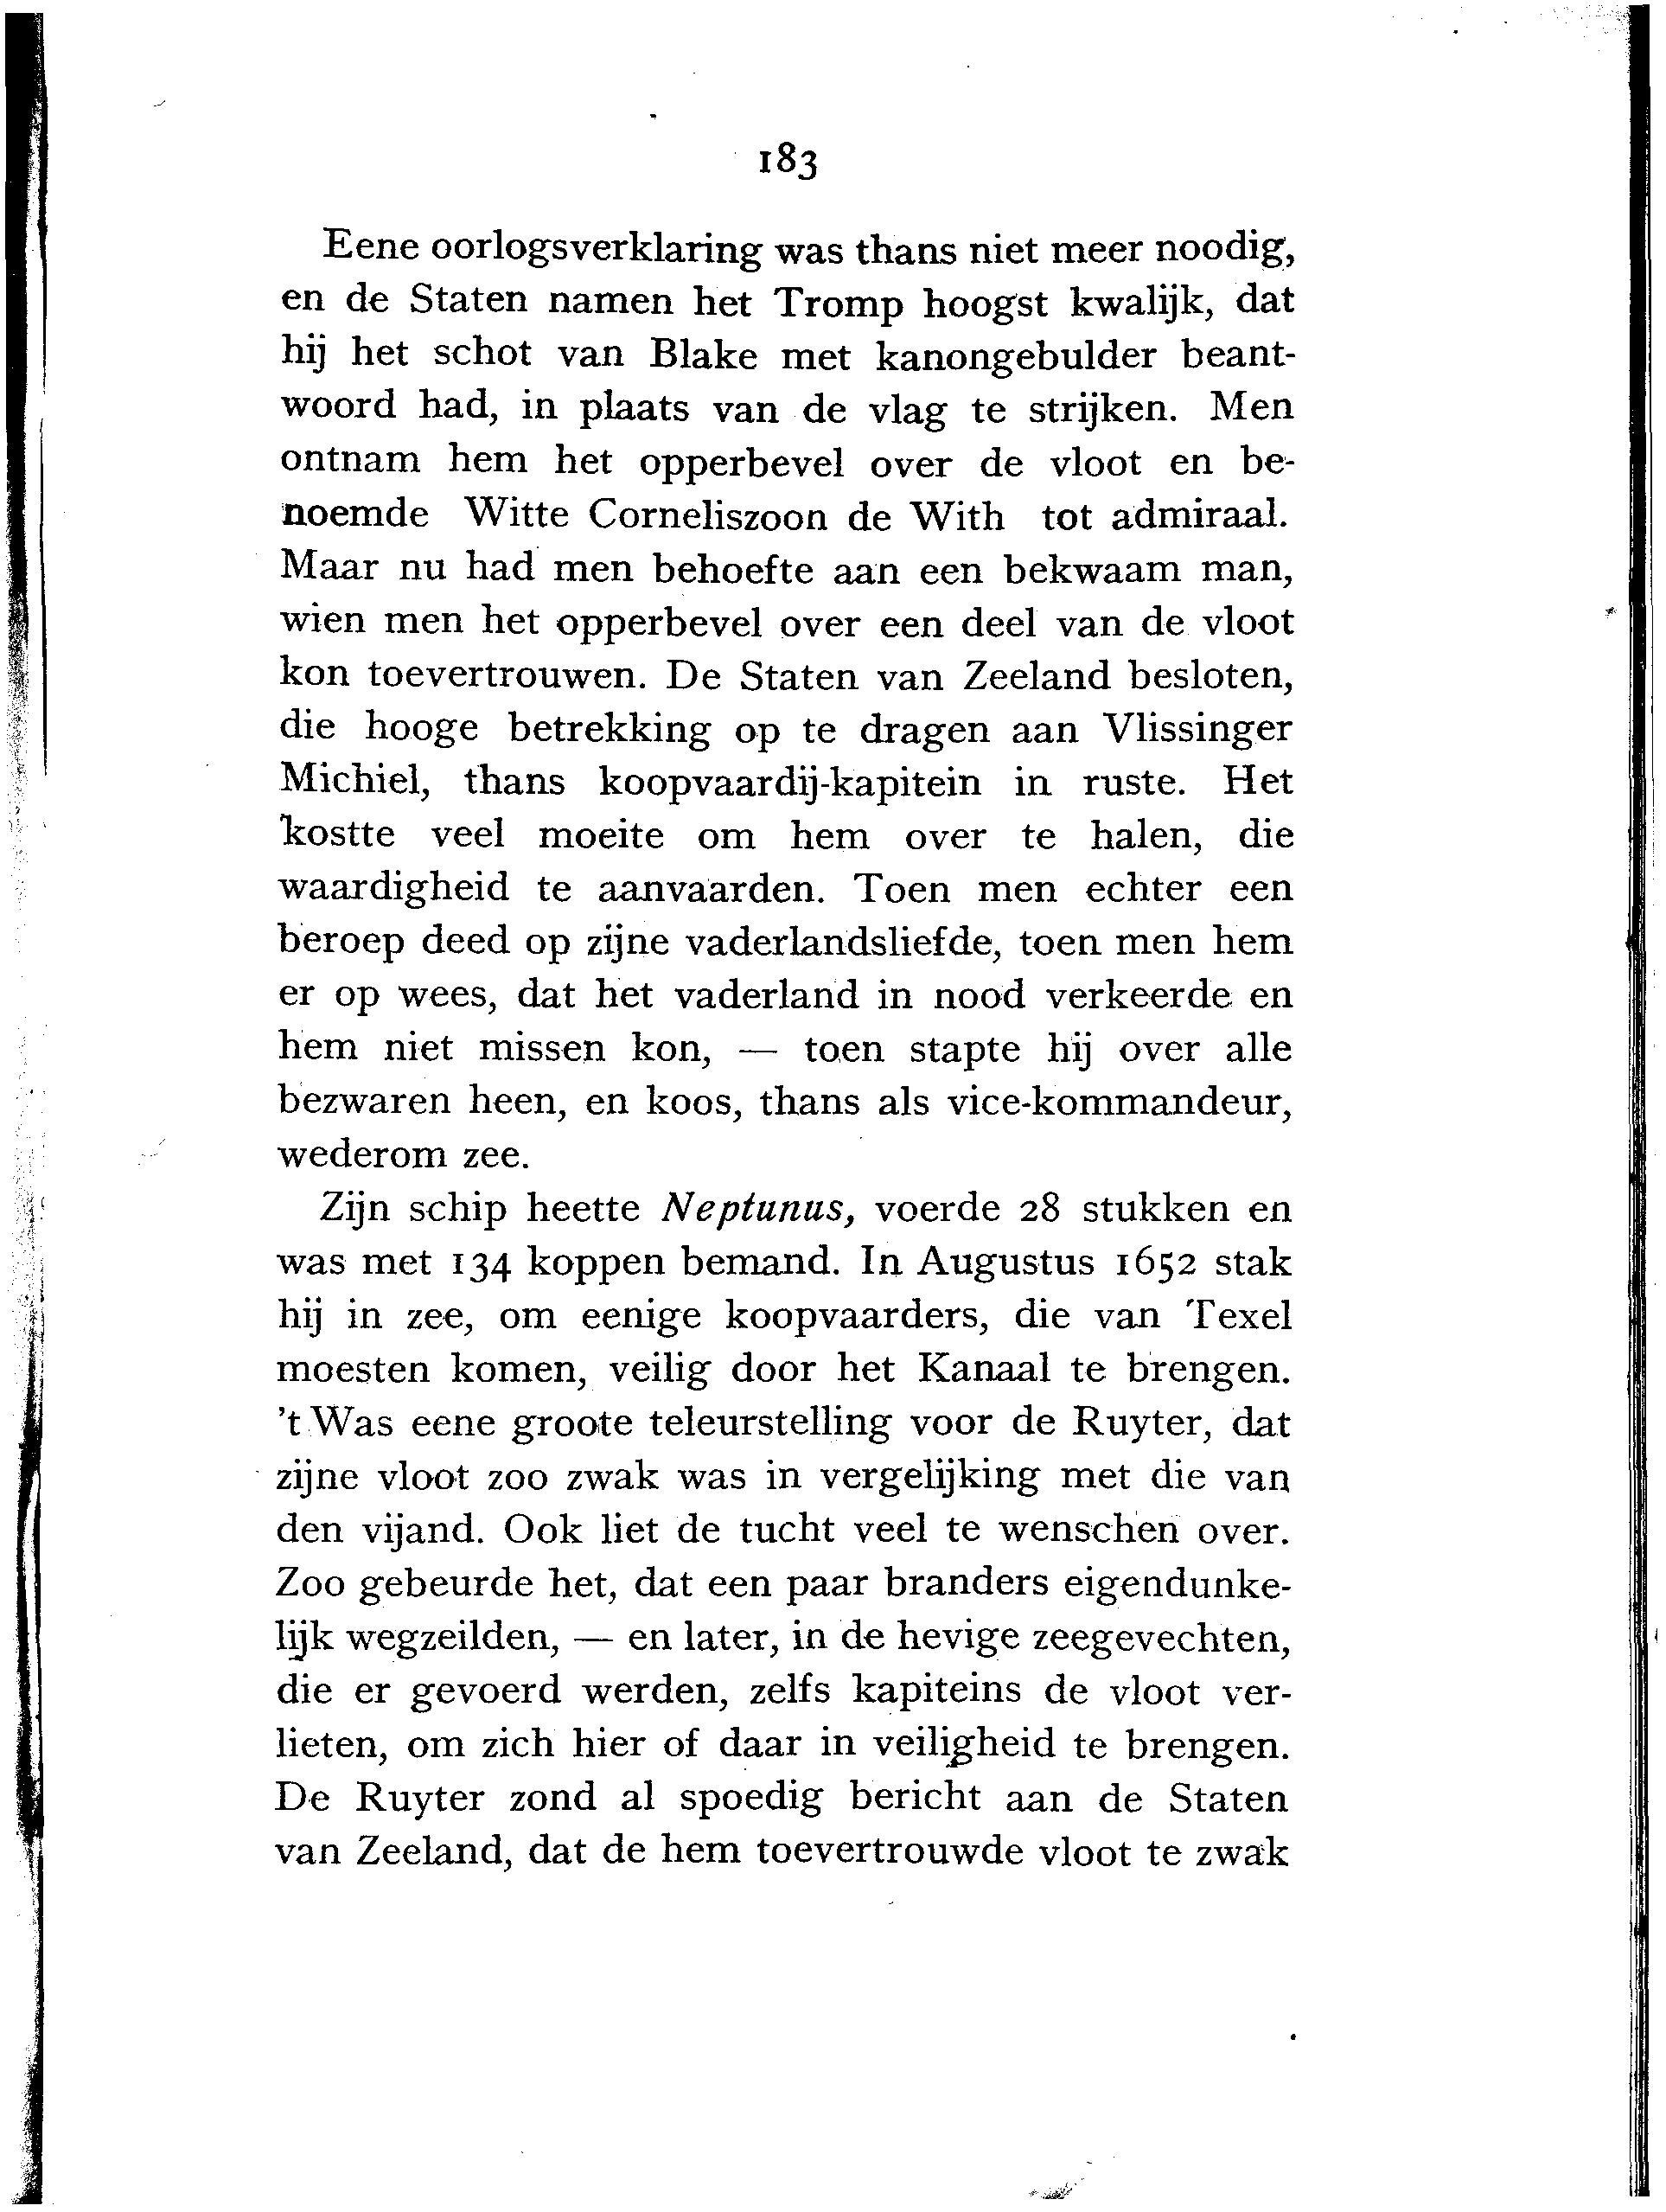 183
Eene oorlogsverklaring was thans niet meer noodig,
en de Staten namen het Tromp hoogst kwalijk, dat
hij het schot van Blake met kanongebulder beant-
woord had, in plaats van de vlag te strijken. Men
ontnam hem het opperbevel over de vloot en be-
noemde Witte Corneliszoon de With tot admiraal.
Maar nu had men behoefte aan een bekwaam man,
wien men het opperbevel over een deel van de vloot
kon toevertrouwen. De Staten van Zeeland besloten,
die hooge betrekking op te dragen aan Vlissinger
Michiel, thans koopvaardij-kapitein in ruste. Het
kostte veel moeite om hem over te halen, die
waardigheid te aanvaarden. Toen men echter een
beroep deed op zijne vaderlandsliefde, toen men hem
er op wees, dat het vaderland in nood verkeerde en
hem niet missen kon, — toen stapte hij over alle
bezwaren heen, en koos, thans als vice-kommandeur,
wederom zee.
Zijn schip heette Neptunus, voerde 28 stukken en
was met 134 koppen bemand. In Augustus 1652 stak
hij in zee, om eenige koopvaarders, die van Texel
moesten komen, veilig door het Kanaal te brengen.
't Was eene groote teleurstelling voor de Ruyter, dat
zijne vloot zoo zwak was in vergelijking met die van
den vijand. Ook liet de tucht veel te wenschen over.
Zoo gebeurde het, dat een paar branders eigendunke-
lijk wegzeilden, — en later, in de hevige zeegevechten,
die er gevoerd werden, zelfs kapiteins de vloot ver-
lieten, om zich hier of daar in veiligheid te brengen.
De Ruyter zond al spoedig bericht aan de Staten
van Zeeland, dat de hem toevertrouwde vloot te zwak